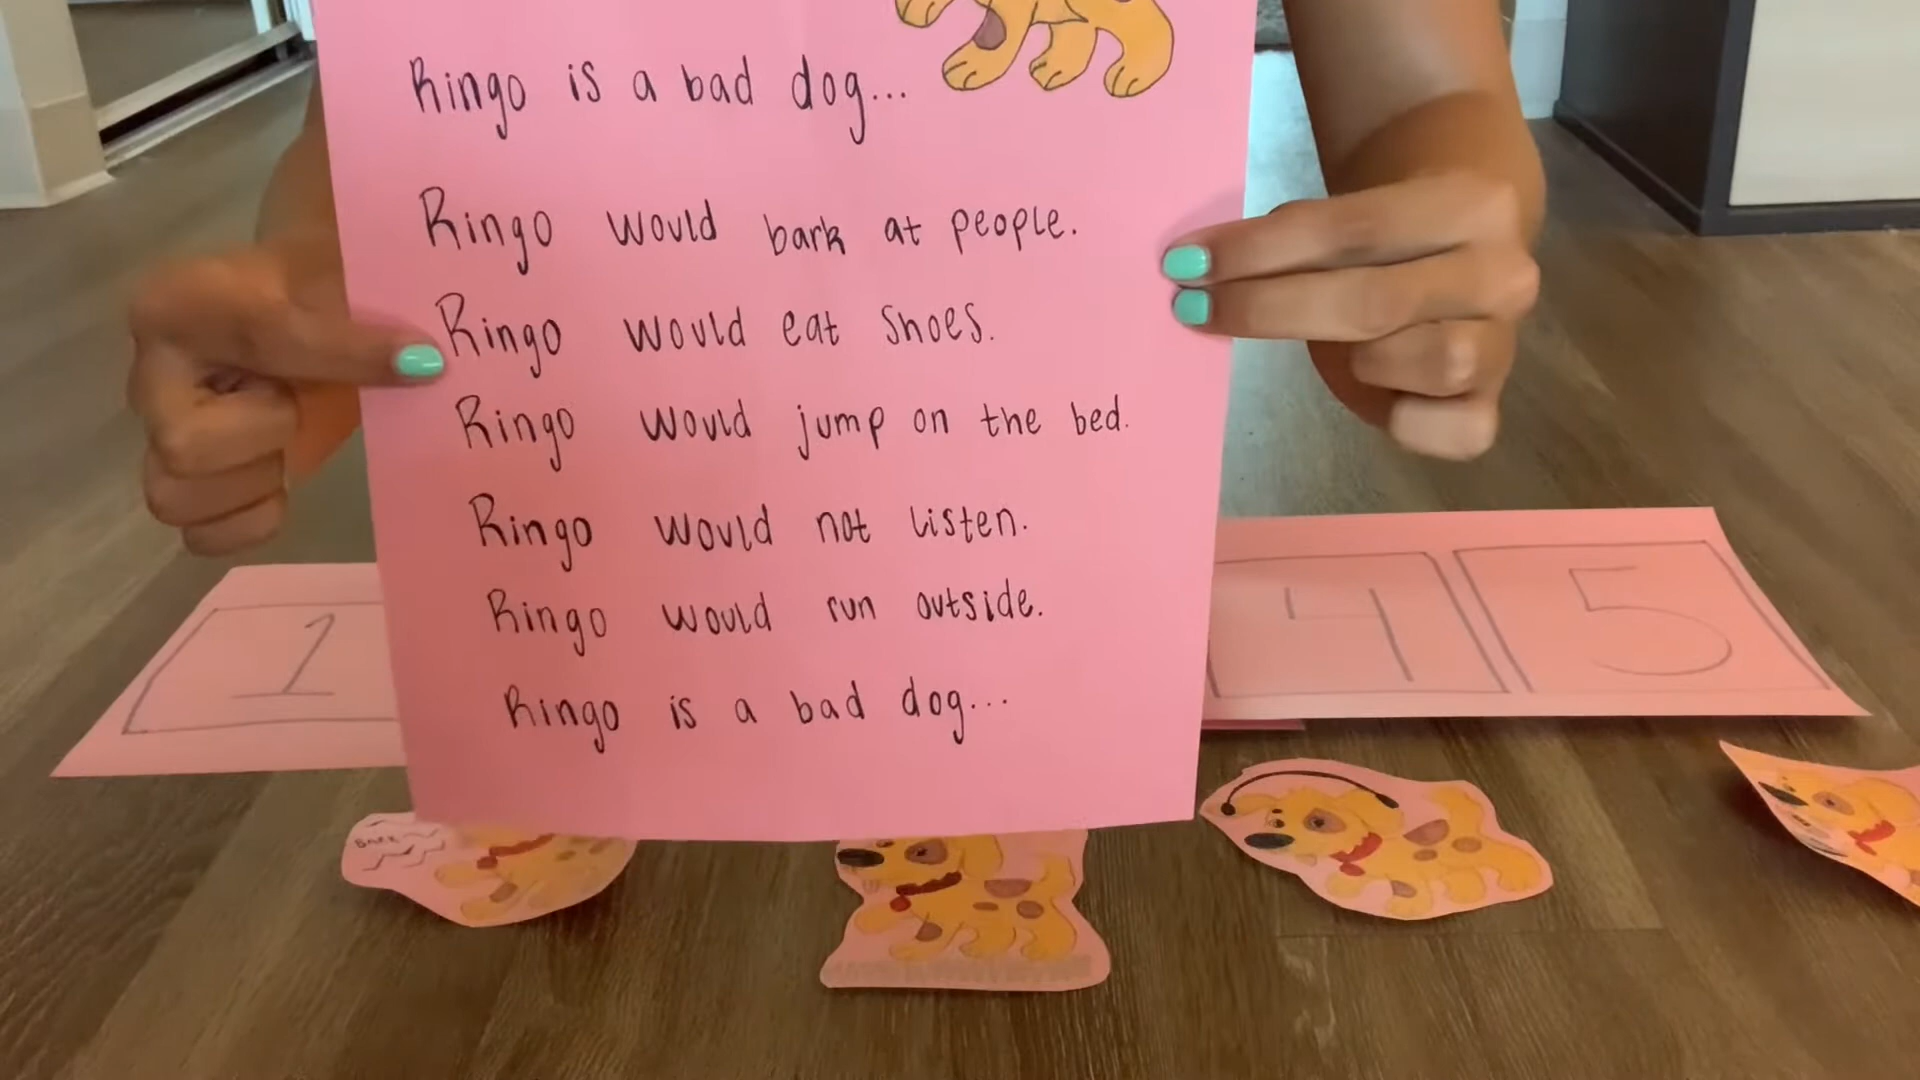 Ringo is a bad dog...
Ringo would bark at people.
Ringo would eat shoes.
Ringo would jump on the bed.
Ringo would not listen.
Ringo would run outside.
Ringo is a bad dog...
1
4
5
Bark